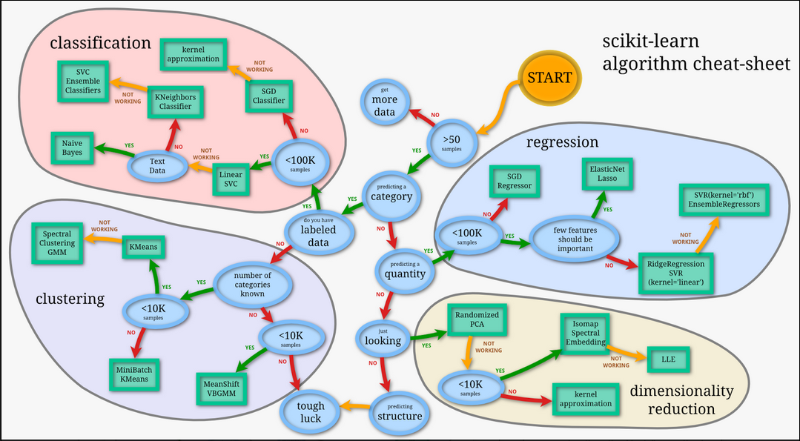 scikit-learn
algorithm cheat-sheet
START
classification
kernel
approximation
NOT
WORKING
SVC
Ensemble
Classifiers
NOT
WORKING
KNeighbors
Classifier
SGD
Classifier
NO
NO
Naive
Bayes
YES
Text
Data
NOT
WORKING
Linear
SVC
YES
<100K
samples
YES
get
more
data
NO
>50
samples
YES
predicting a
category
YES
do you have
labeled
data
NO
NO
predicting a
quantity
YES
NO
just
looking
YES
NO
predicting
structure
tough
luck
regression
SGD
Regressor
NO
<100K
samples
YES
ElasticNet
Lasso
YES
few features
should be
important
NO
SVR(kernel='rbf')
EnsembleRegressors
NOT
WORKING
RidgeRegression
SVR
(kernel='linear')
clustering
Spectral
Clustering
GMM
NOT
WORKING
KMeans
YES
number of
categories
known
YES
NO
<10K
samples
NO
MiniBatch
KMeans
<10K
samples
YES
NO
MeanShift
VBGMM
dimensionality
reduction
Randomized
PCA
NOT
WORKING
<10K
samples
YES
NO
Isomap
Spectral
Embedding
NOT
WORKING
LLE
kernel
approximation